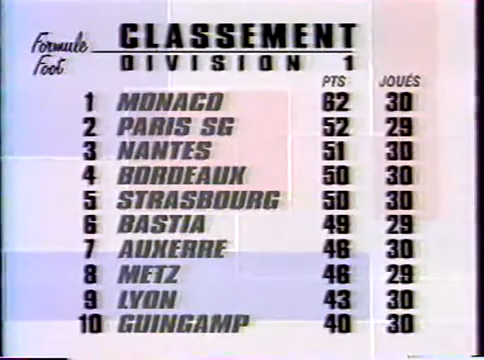 Formule
Foot
CLASSEMENT
DIVISION 1
PTS JOUÉS
1 MONACO 62 30
2 PARIS SG 52 29
3 NANTES 51 30
4 BORDEAUX 50 30
5 STRASBOURG 50 30
6 BASTIA 49 29
7 AUXERRE 46 30
8 METZ 46 29
9 LYON 43 30
10 GUINGAMP 40 30